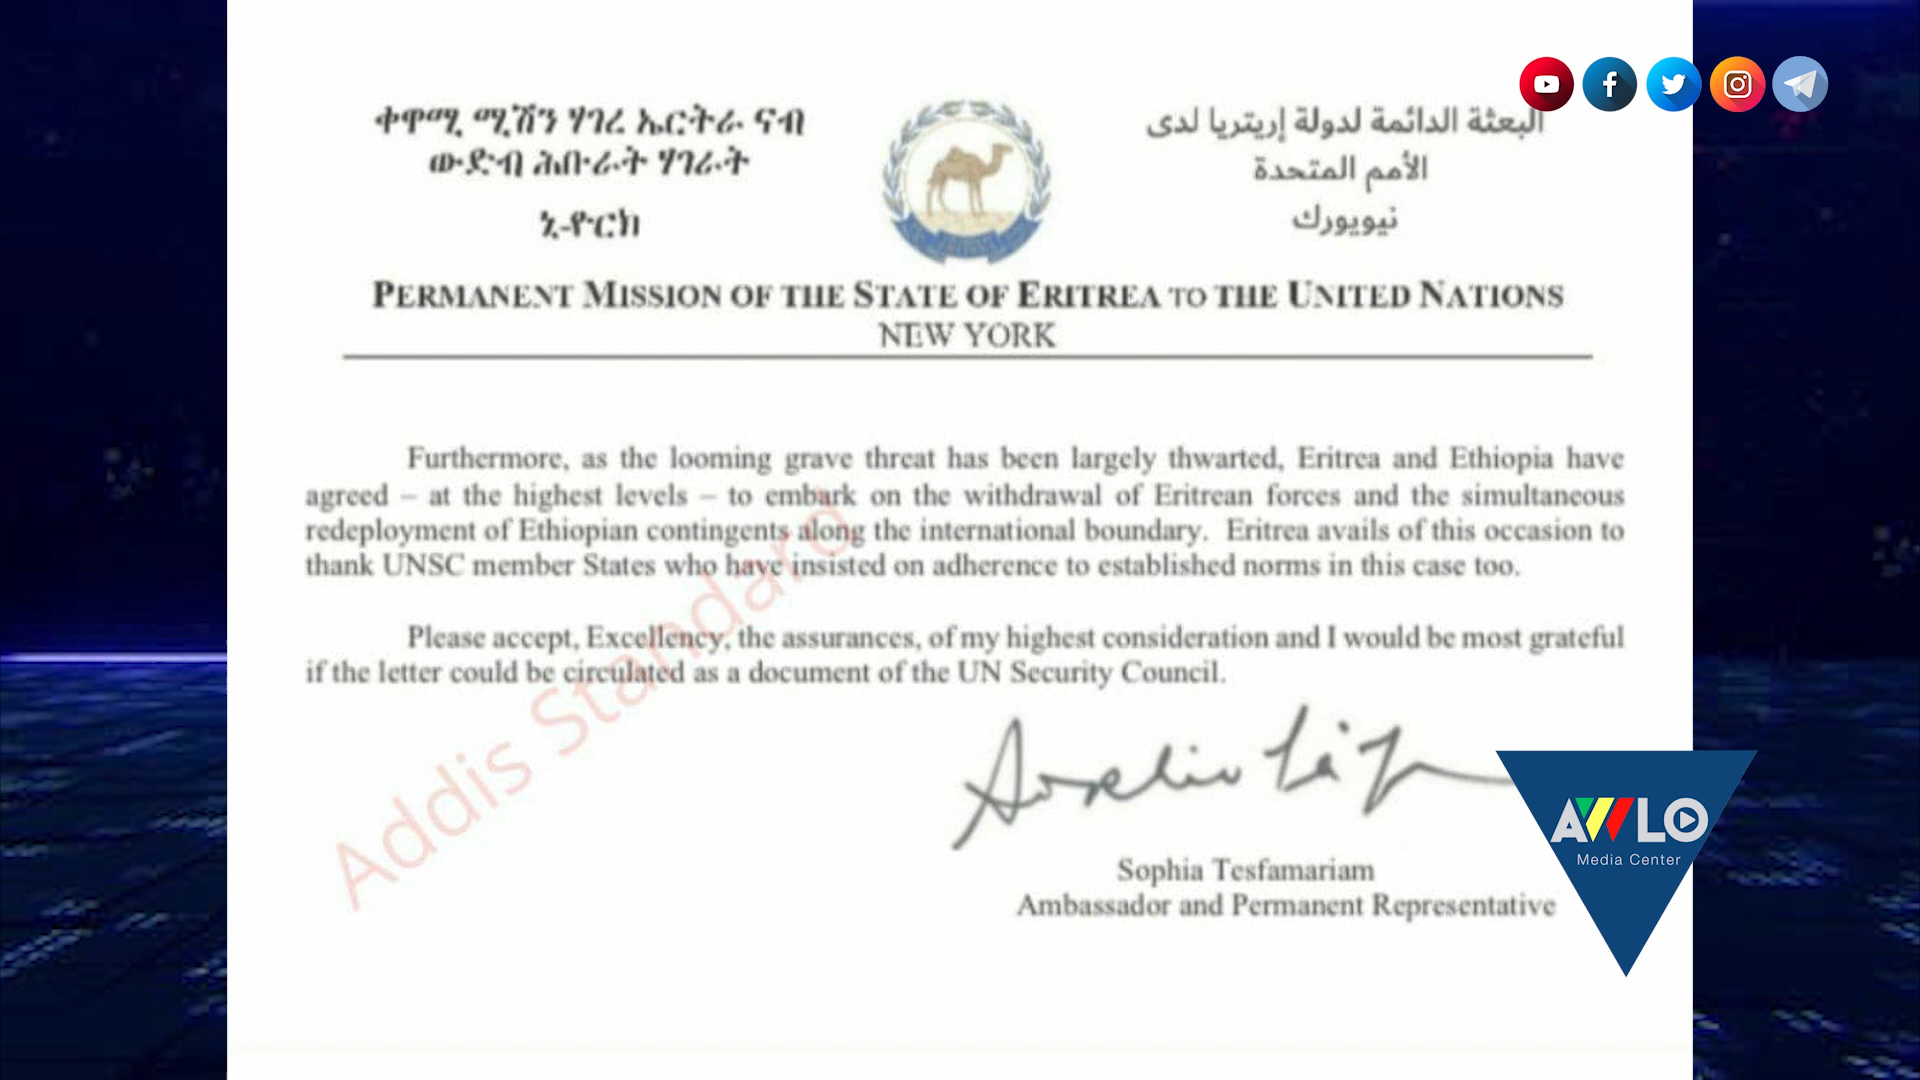 ቀዋሚ ሚሽን ሃገረ ኤርትራ ናብ
ውድብ ሕቡራት ሃገራት
ኒ-ዮርክ
البعثة الدائمة لدولة إريتريا لدى
الأمم المتحدة
نيويورك
PERMANENT MISSION OF THE STATE OF ERITREA TO THE UNITED NATIONS
NEW YORK
Furthermore, as the looming grave threat has been largely thwarted, Eritrea and Ethiopia have
agreed – at the highest levels – to embark on the withdrawal of Eritrean forces and the simultaneous
redeployment of Ethiopian contingents along the international boundary. Eritrea avails of this occasion to
thank UNSC member States who have insisted on adherence to established norms in this case too.
Please accept, Excellency, the assurances, of my highest consideration and I would be most grateful
if the letter could be circulated as a document of the UN Security Council.
Addis Standard
Sophia Tesfamariam
Ambassador and Permanent Representative
AWLO
Media Center